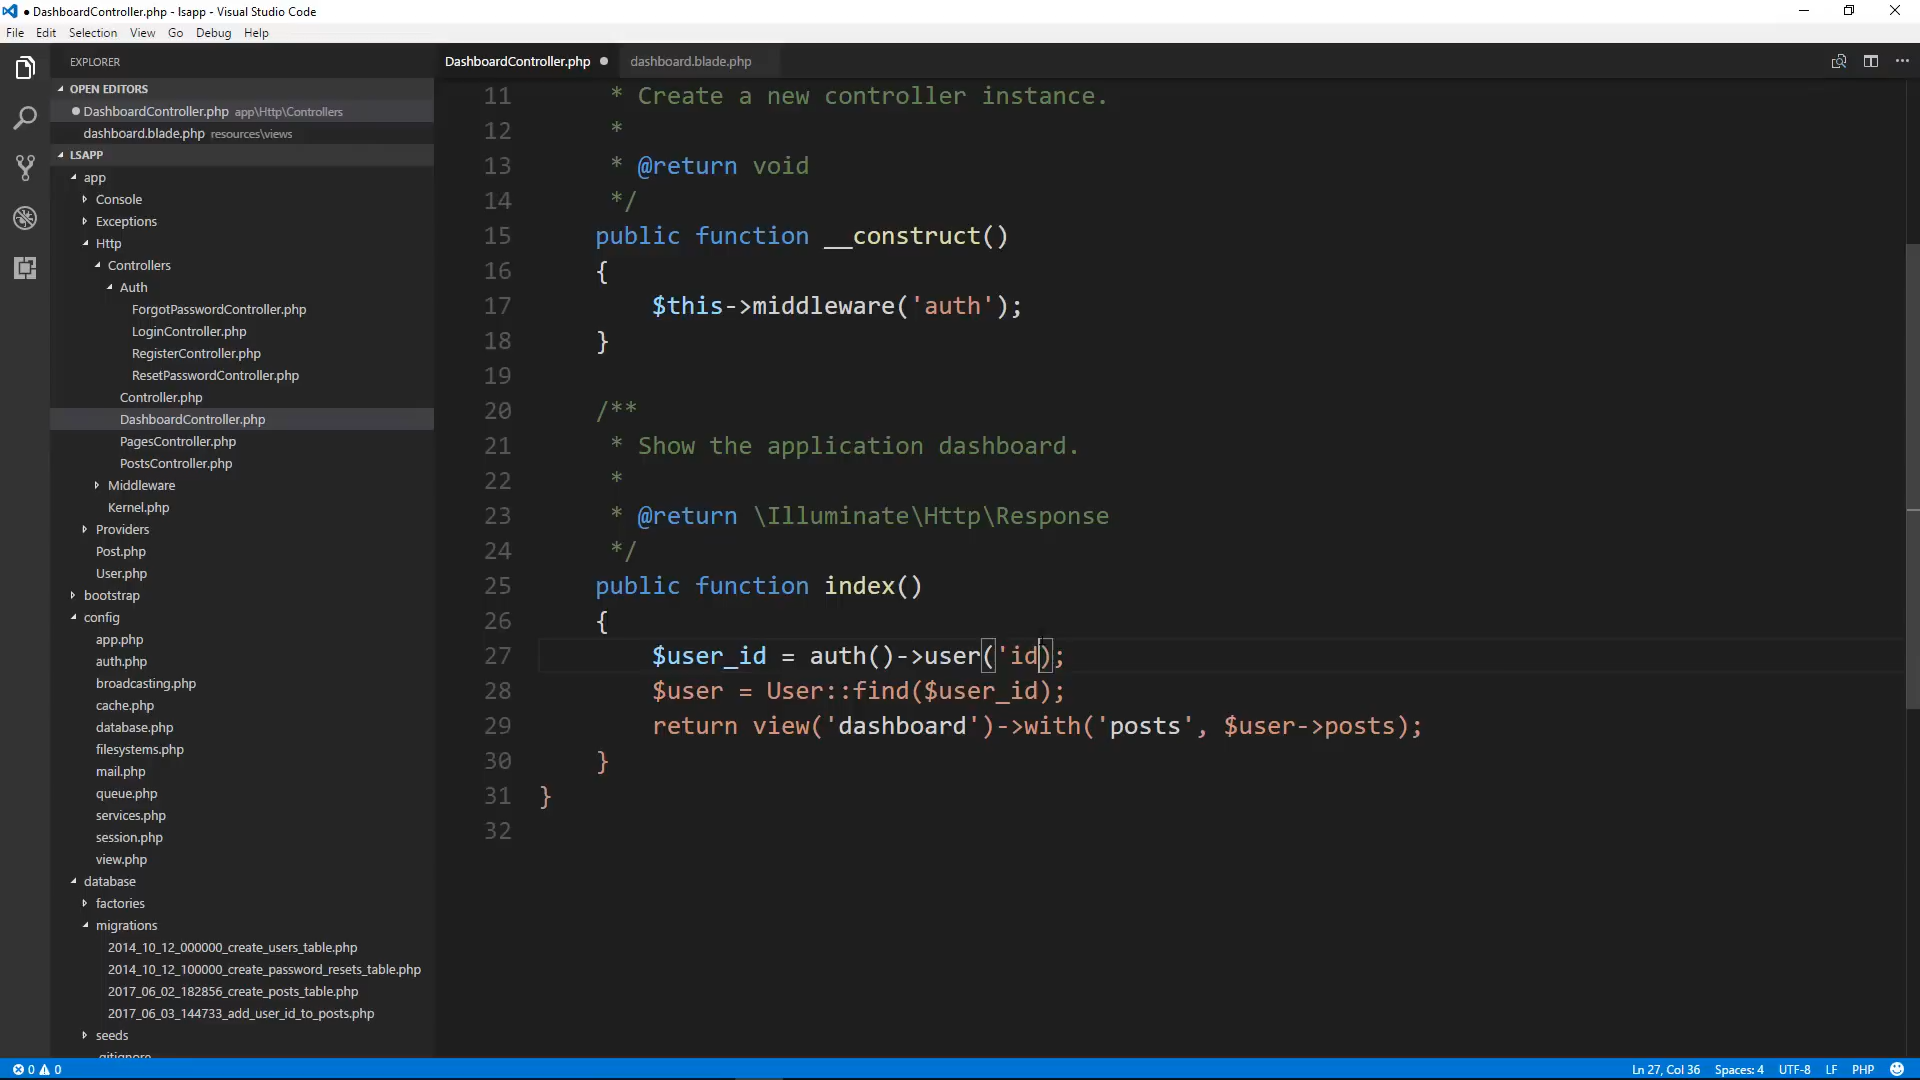 ● DashboardController.php - lsapp - Visual Studio Code
File Edit Selection View Go Debug Help
EXPLORER
OPEN EDITORS
DashboardController.php app\Http\Controllers
dashboard.blade.php resources\views
LSAPP
app
Console
Exceptions
Http
Controllers
Auth
ForgotPasswordController.php
LoginController.php
RegisterController.php
ResetPasswordController.php
Controller.php
DashboardController.php
PagesController.php
PostsController.php
Middleware
Kernel.php
Providers
Post.php
User.php
bootstrap
config
app.php
auth.php
broadcasting.php
cache.php
database.php
filesystems.php
mail.php
queue.php
services.php
session.php
view.php
database
factories
migrations
2014_10_12_000000_create_users_table.php
2014_10_12_100000_create_password_resets_table.php
2017_06_02_182856_create_posts_table.php
2017_06_03_144733_add_user_id_to_posts.php
seeds
.gitignore
DashboardController.php ● dashboard.blade.php
11 * Create a new controller instance.
12 *
13 * @return void
14 */
15 public function __construct()
16 {
17 $this->middleware('auth');
18 }
19
20 /**
21 * Show the application dashboard.
22 *
23 * @return \Illuminate\Http\Response
24 */
25 public function index()
26 {
27 $user_id = auth()->user('id);
28 $user = User::find($user_id);
29 return view('dashboard')->with('posts', $user->posts);
30 }
31 }
32
0 0 Ln 27, Col 36 Spaces: 4 UTF-8 LF PHP